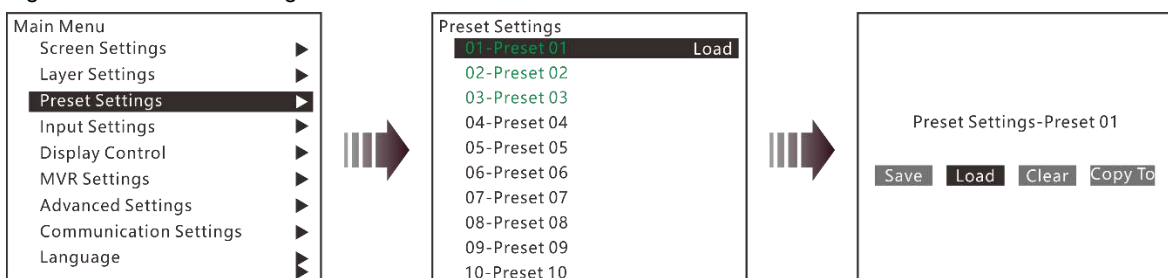 Main Menu
Screen Settings
Layer Settings
Preset Settings
Input Settings
Display Control
MVR Settings
Advanced Settings
Communication Settings
Language
Preset Settings
01-Preset 01 Load
02-Preset 02
03-Preset 03
04-Preset 04
05-Preset 05
06-Preset 06
07-Preset 07
08-Preset 08
09-Preset 09
10-Preset 10
Preset Settings-Preset 01
Save Load Clear Copy To